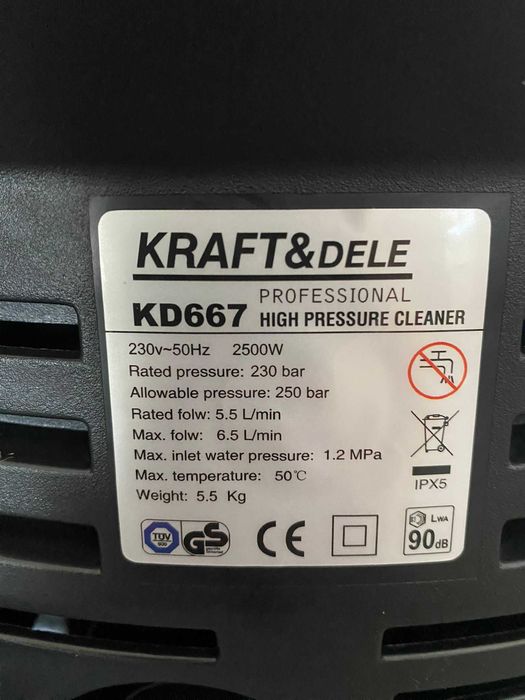 KRAFT&DELE
KD667 PROFESSIONAL
HIGH PRESSURE CLEANER
230v~50Hz 2500W
Rated pressure: 230 bar
Allowable pressure: 250 bar
Rated folw: 5.5 L/min
Max. folw: 6.5 L/min
Max. inlet water pressure: 1.2 MPa
Max. temperature: 50℃
Weight: 5.5 Kg
IPX5
TÜV
GS
CE
LWA
90dB